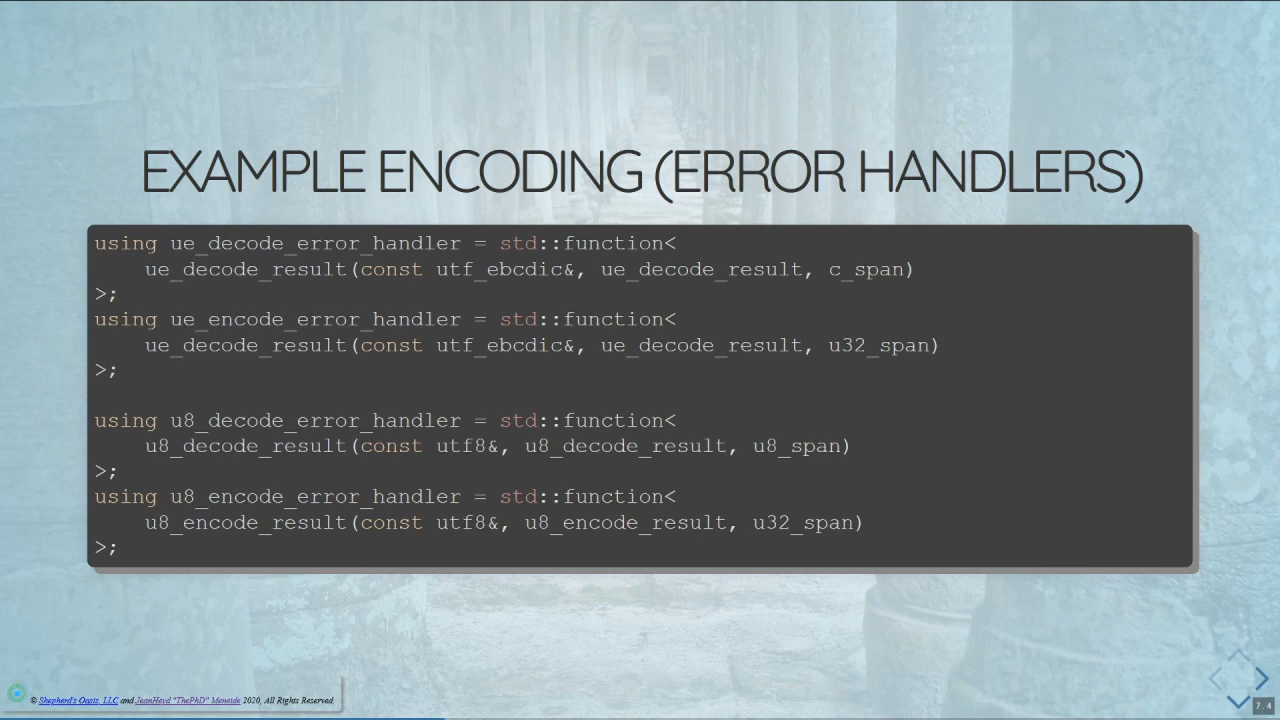 EXAMPLE ENCODING (ERROR HANDLERS)
using ue_decode_error_handler = std::function<
    ue_decode_result(const utf_ebcdic&, ue_decode_result, c_span)
>;
using ue_encode_error_handler = std::function<
    ue_decode_result(const utf_ebcdic&, ue_decode_result, u32_span)
>;
using u8_decode_error_handler = std::function<
    u8_decode_result(const utf8&, u8_decode_result, u8_span)
>;
using u8_encode_error_handler = std::function<
    u8_encode_result(const utf8&, u8_encode_result, u32_span)
>;
© Shepherd's Oasis, LLC and JeanHeyd "ThePhD" Meneide 2020, All Rights Reserved
7.4